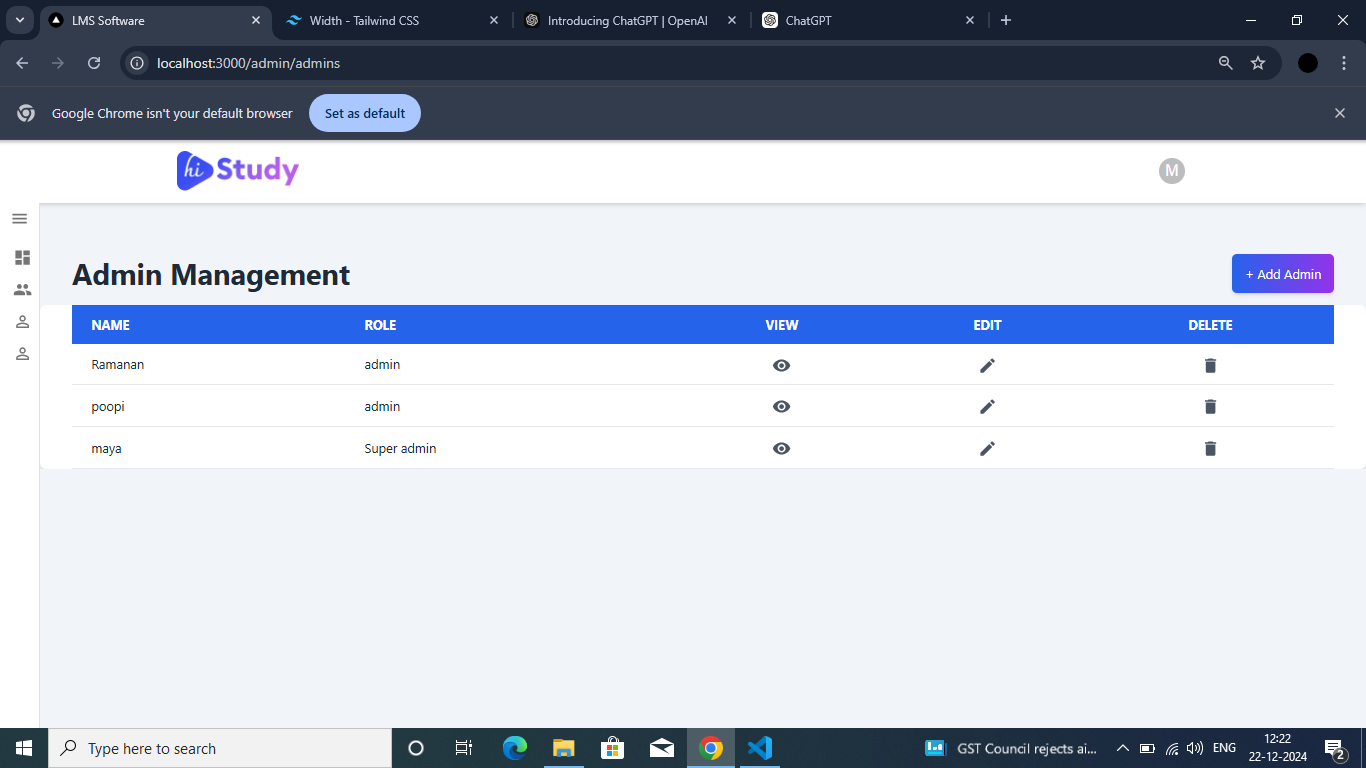 LMS Software
Width - Tailwind CSS
Introducing ChatGPT | OpenAI
ChatGPT
localhost:3000/admin/admins
Google Chrome isn't your default browser
Set as default
hi Study
M
Admin Management
+ Add Admin
NAME ROLE VIEW EDIT DELETE
Ramanan admin
poopi admin
maya Super admin
Type here to search
GST Council rejects ai...
ENG
12:22
22-12-2024
2